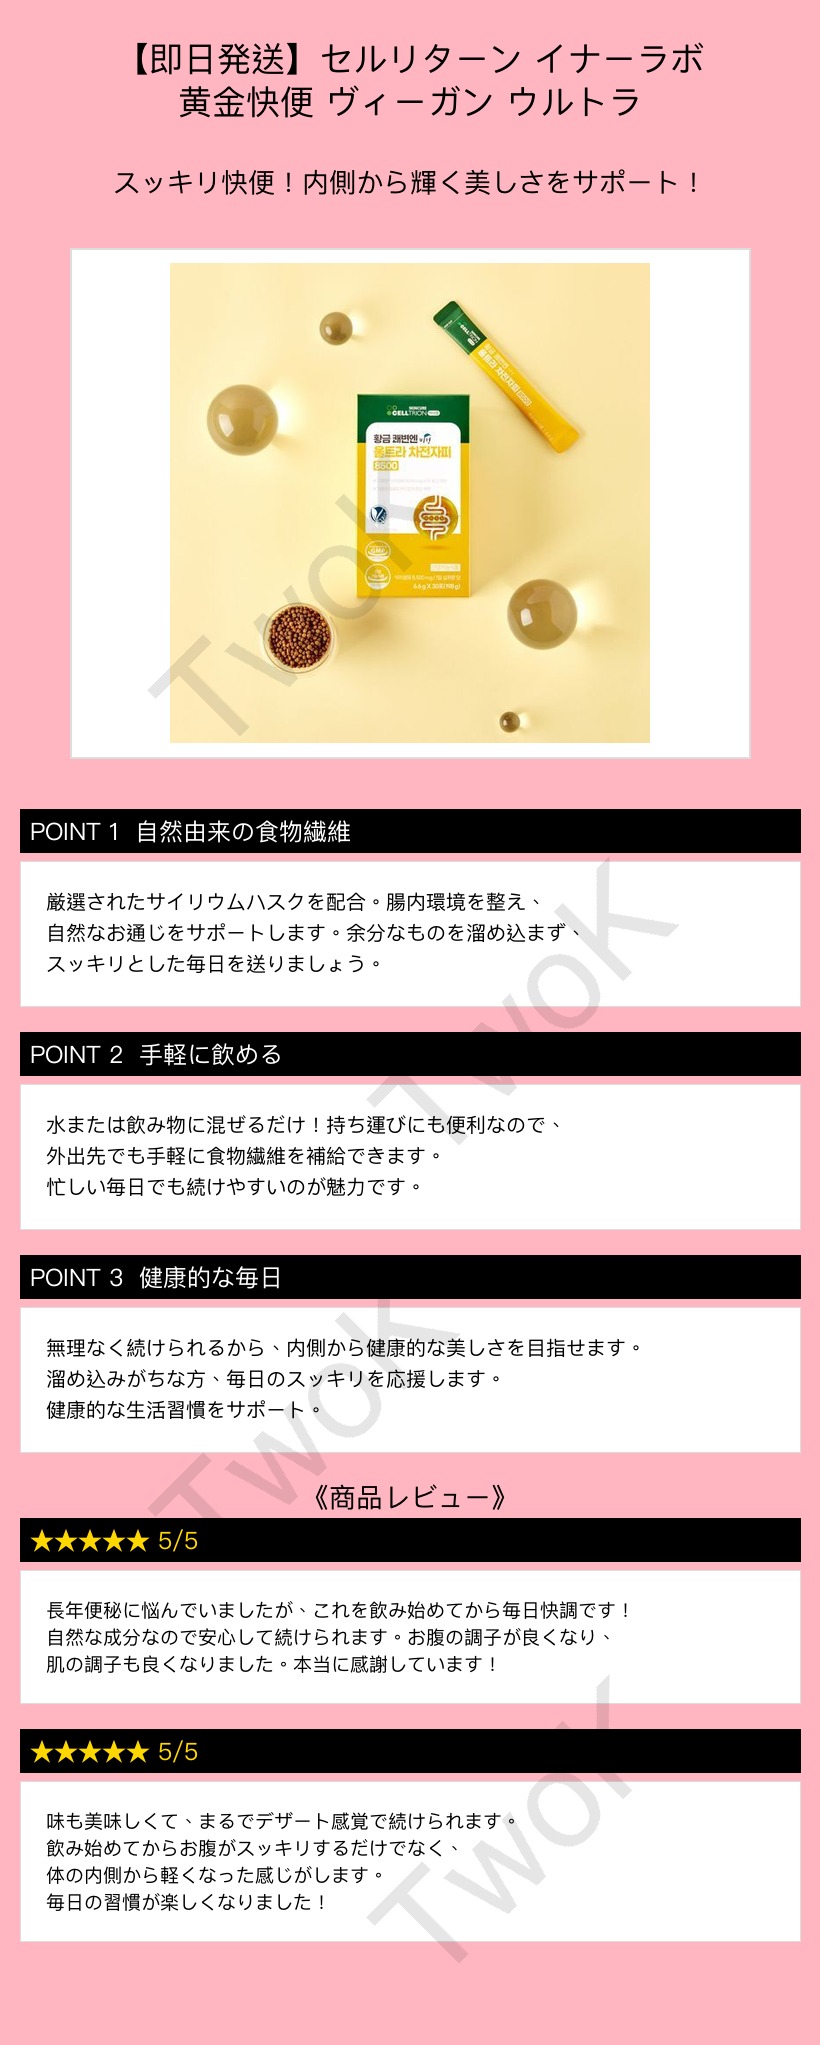 【即日発送】セルリターン イナーラボ
黄金快便 ヴィーガン ウルトラ
スッキリ快便！内側から輝く美しさをサポート！
SKINCURE
CELLTRION
황금 쾌변엔 비건
울트라 차전자피
8600
GMP
6.6g X 30포(198g)
울트라 차전자피
POINT 1 自然由来の食物繊維
厳選されたサイリウムハスクを配合。腸内環境を整え、
自然なお通じをサポートします。余分なものを溜め込まず、
スッキリとした毎日を送りましょう。
POINT 2 手軽に飲める
水または飲み物に混ぜるだけ！持ち運びにも便利なので、
外出先でも手軽に食物繊維を補給できます。
忙しい毎日でも続けやすいのが魅力です。
POINT 3 健康的な毎日
無理なく続けられるから、内側から健康的な美しさを目指せます。
溜め込みがちな方、毎日のスッキリを応援します。
健康的な生活習慣をサポート。
《商品レビュー》
★★★★★ 5/5
長年便秘に悩んでいましたが、これを飲み始めてから毎日快調です！
自然な成分なので安心して続けられます。お腹の調子が良くなり、
肌の調子も良くなりました。本当に感謝しています！
★★★★★ 5/5
味も美味しくて、まるでデザート感覚で続けられます。
飲み始めてからお腹がスッキリするだけでなく、
体の内側から軽くなった感じがします。
毎日の習慣が楽しくなりました！
TwoK
TwoK
TwoK
TwoK